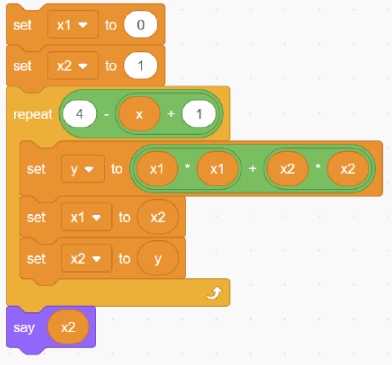 set x1 to 0
set x2 to 1
repeat 4 - x + 1
set y to x1 * x1 + x2 * x2
set x1 to x2
set x2 to y
say x2